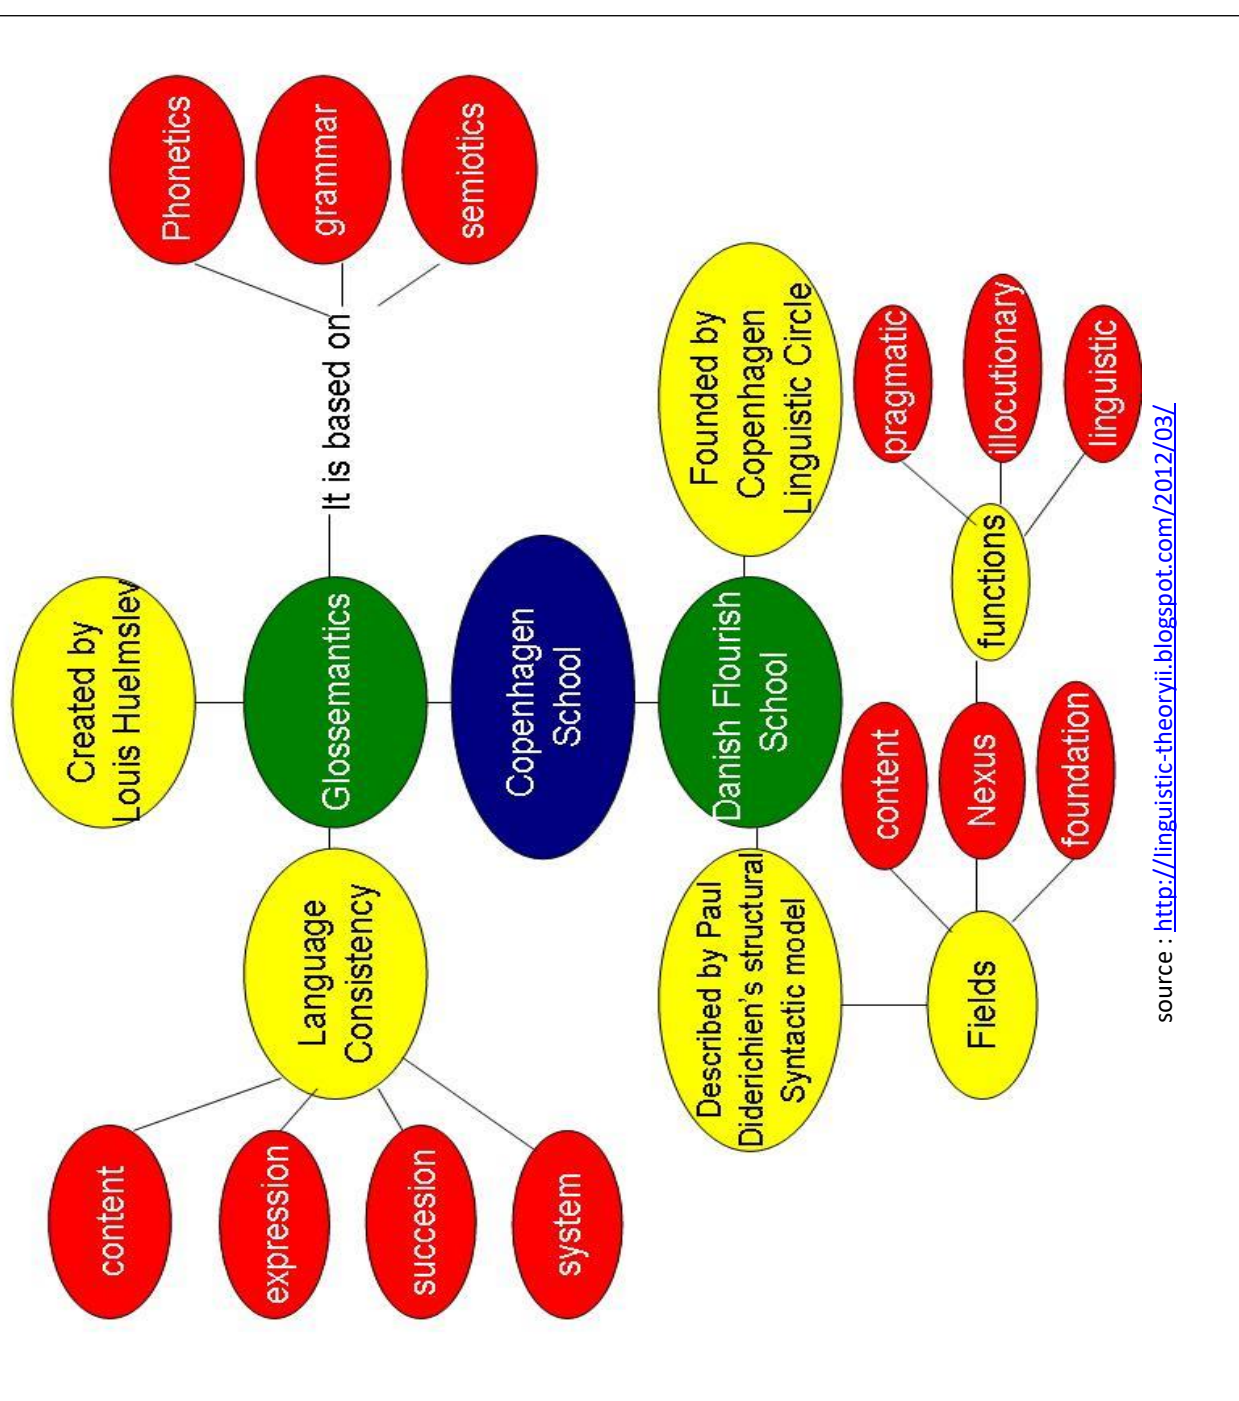 Created by
Louis Huelmslev
content
expression
succesion
system
Language
Consistency
Glossemantics
It is based on
Phonetics
grammar
semiotics
Copenhagen
School
Described by Paul
Diderichien's structural
Syntactic model
Danish Flourish
School
Founded by
Copenhagen
Linguistic Circle
Fields
content
Nexus
foundation
functions
pragmatic
illocutionary
linguistic
source : http://linguistic-theoryii.blogspot.com/2012/03/